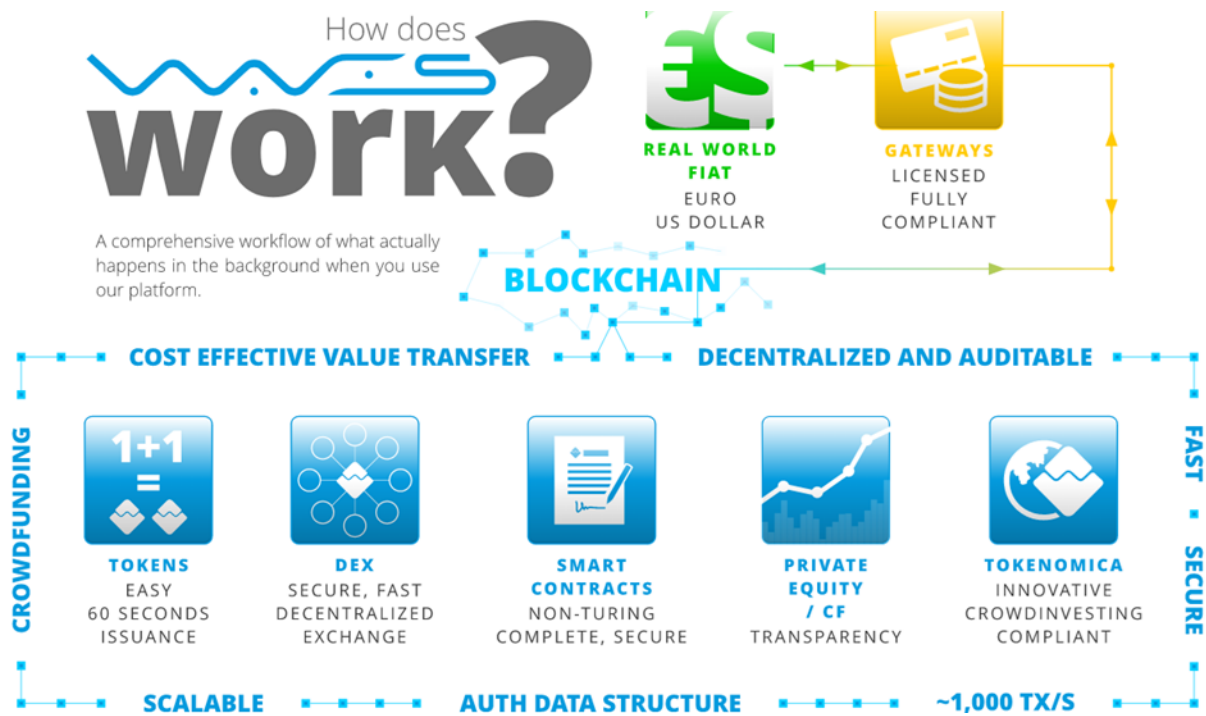 How does
WAVES
work?
A comprehensive workflow of what actually
happens in the background when you use
our platform.
€$
REAL WORLD
FIAT
EURO
US DOLLAR
GATEWAYS
LICENSED
FULLY
COMPLIANT
BLOCKCHAIN
COST EFFECTIVE VALUE TRANSFER
DECENTRALIZED AND AUDITABLE
CROWDFUNDING
FAST
SECURE
1+1
=
TOKENS
EASY
60 SECONDS
ISSUANCE
DEX
SECURE, FAST
DECENTRALIZED
EXCHANGE
SMART
CONTRACTS
NON-TURING
COMPLETE, SECURE
PRIVATE
EQUITY
/ CF
TRANSPARENCY
TOKENOMICA
INNOVATIVE
CROWDINVESTING
COMPLIANT
SCALABLE
AUTH DATA STRUCTURE
~1,000 TX/S